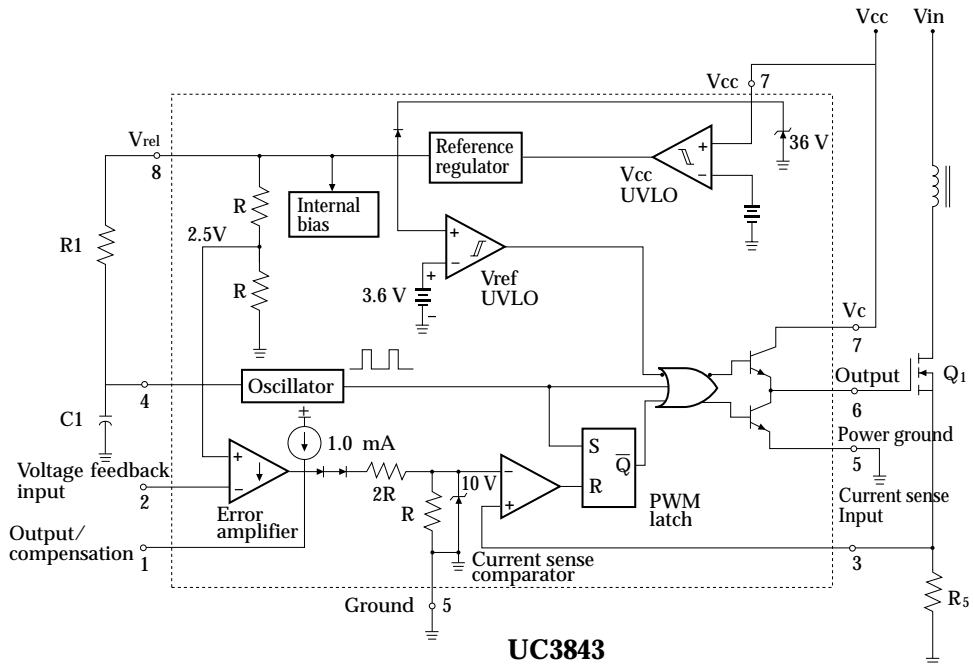 Vcc
Vin
Vcc
7
Vrel
8
Reference
regulator
Vcc
UVLO
+
−
36 V
R
Internal
bias
R1
2.5V
R
+
−
3.6 V
+
−
Vref
UVLO
Vc
7
Oscillator
4
C1
Output
6
Q1
±
1.0 mA
Power ground
5
S
R
Q
PWM
latch
Voltage feedback
input
2
+
−
Error
amplifier
2R
R
10 V
−
+
Current sense
comparator
Current sense
Input
3
Output/
compensation
1
Ground
5
R5
UC3843